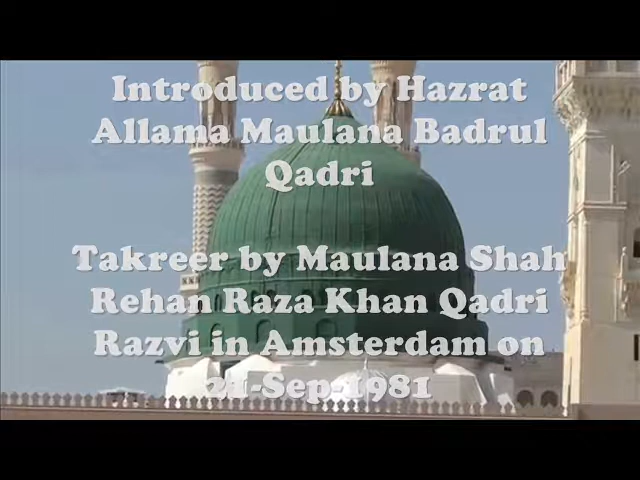 Introduced by Hazrat
Allama Maulana Badrul
Qadri
Takreer by Maulana Shah
Rehan Raza Khan Qadri
Razvi in Amsterdam on
21-Sep-1981